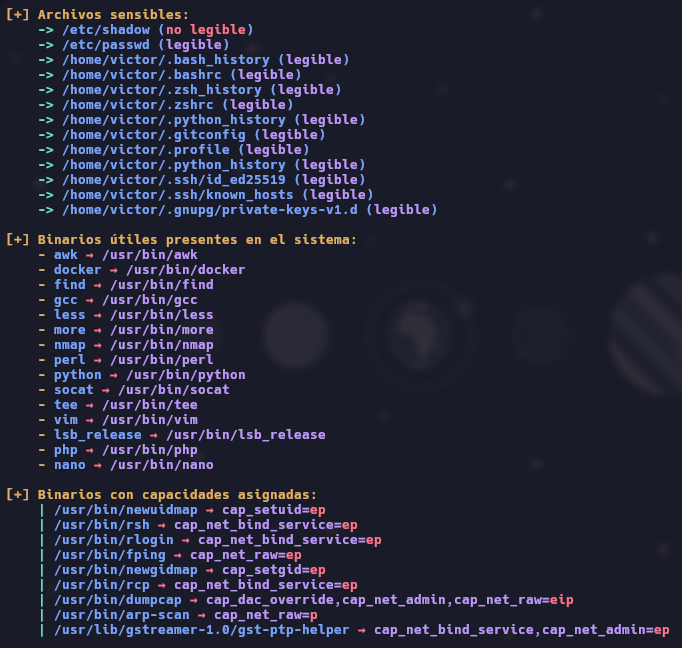 [+] Archivos sensibles:
-> /etc/shadow (no legible)
-> /etc/passwd (legible)
-> /home/victor/.bash_history (legible)
-> /home/victor/.bashrc (legible)
-> /home/victor/.zsh_history (legible)
-> /home/victor/.zshrc (legible)
-> /home/victor/.python_history (legible)
-> /home/victor/.gitconfig (legible)
-> /home/victor/.profile (legible)
-> /home/victor/.python_history (legible)
-> /home/victor/.ssh/id_ed25519 (legible)
-> /home/victor/.ssh/known_hosts (legible)
-> /home/victor/.gnupg/private-keys-v1.d (legible)
[+] Binarios útiles presentes en el sistema:
- awk → /usr/bin/awk
- docker → /usr/bin/docker
- find → /usr/bin/find
- gcc → /usr/bin/gcc
- less → /usr/bin/less
- more → /usr/bin/more
- nmap → /usr/bin/nmap
- perl → /usr/bin/perl
- python → /usr/bin/python
- socat → /usr/bin/socat
- tee → /usr/bin/tee
- vim → /usr/bin/vim
- lsb_release → /usr/bin/lsb_release
- php → /usr/bin/php
- nano → /usr/bin/nano
[+] Binarios con capacidades asignadas:
| /usr/bin/newuidmap → cap_setuid=ep
| /usr/bin/rsh → cap_net_bind_service=ep
| /usr/bin/rlogin → cap_net_bind_service=ep
| /usr/bin/fping → cap_net_raw=ep
| /usr/bin/newgidmap → cap_setgid=ep
| /usr/bin/rcp → cap_net_bind_service=ep
| /usr/bin/dumpcap → cap_dac_override,cap_net_admin,cap_net_raw=eip
| /usr/bin/arp-scan → cap_net_raw=p
| /usr/lib/gstreamer-1.0/gst-ptp-helper → cap_net_bind_service,cap_net_admin=ep